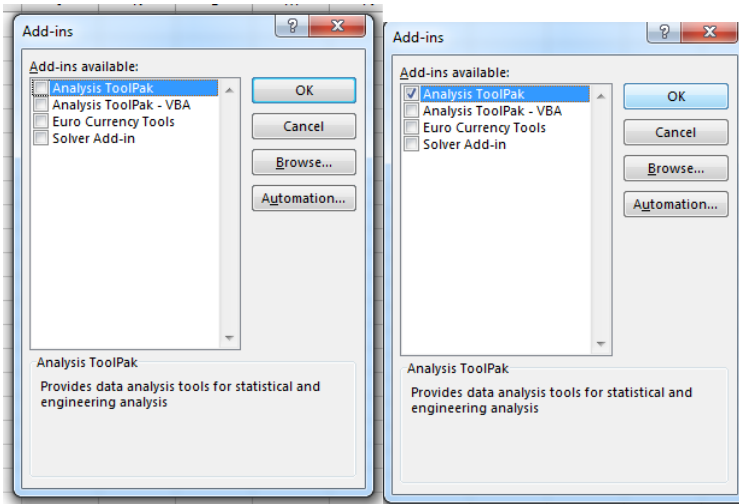 Add-ins
Add-ins available:
Analysis ToolPak
Analysis ToolPak - VBA
Euro Currency Tools
Solver Add-in
OK
Cancel
Browse...
Automation...
Analysis ToolPak
Provides data analysis tools for statistical and
engineering analysis
Add-ins
Add-ins available:
Analysis ToolPak
Analysis ToolPak - VBA
Euro Currency Tools
Solver Add-in
OK
Cancel
Browse...
Automation...
Analysis ToolPak
Provides data analysis tools for statistical and
engineering analysis